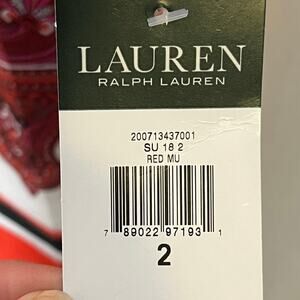 LAUREN
RALPH LAUREN
200713437001
SU 18 2
RED MU
7 89022 97193 1
2